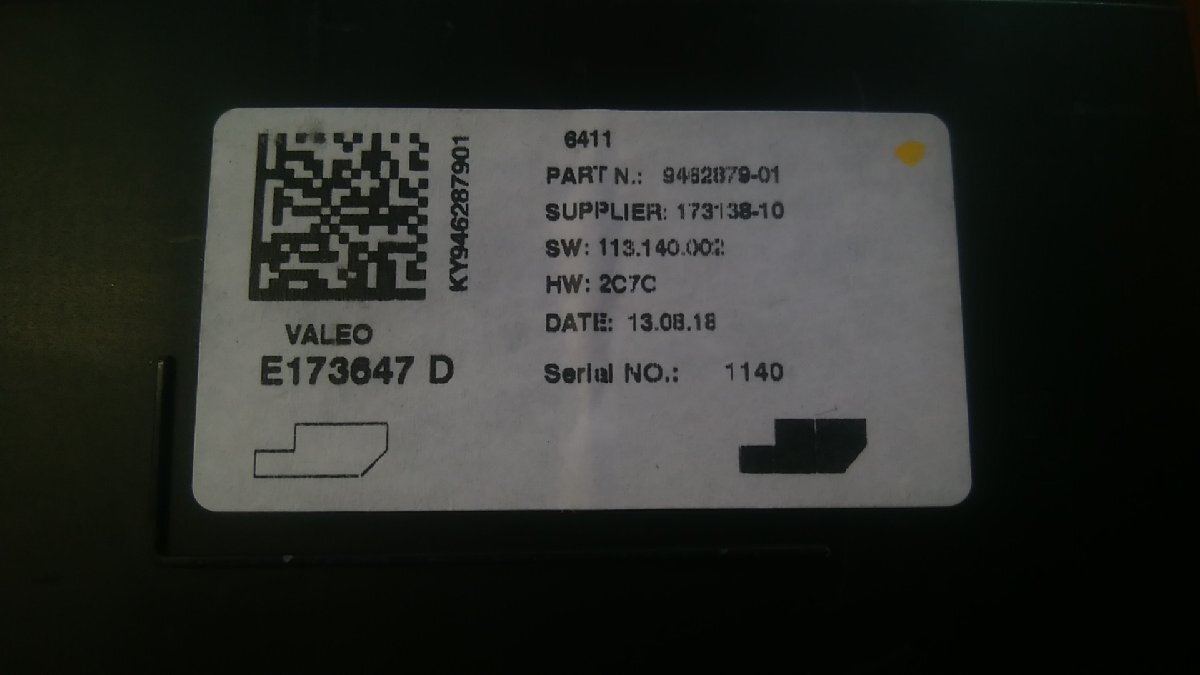 6411
PART N.: 9462879-01
SUPPLIER: 173138-10
SW: 113.140.002
HW: 2C7C
DATE: 13.08.18
Serial NO.: 1140
KY946287901
VALEO
E173647 D